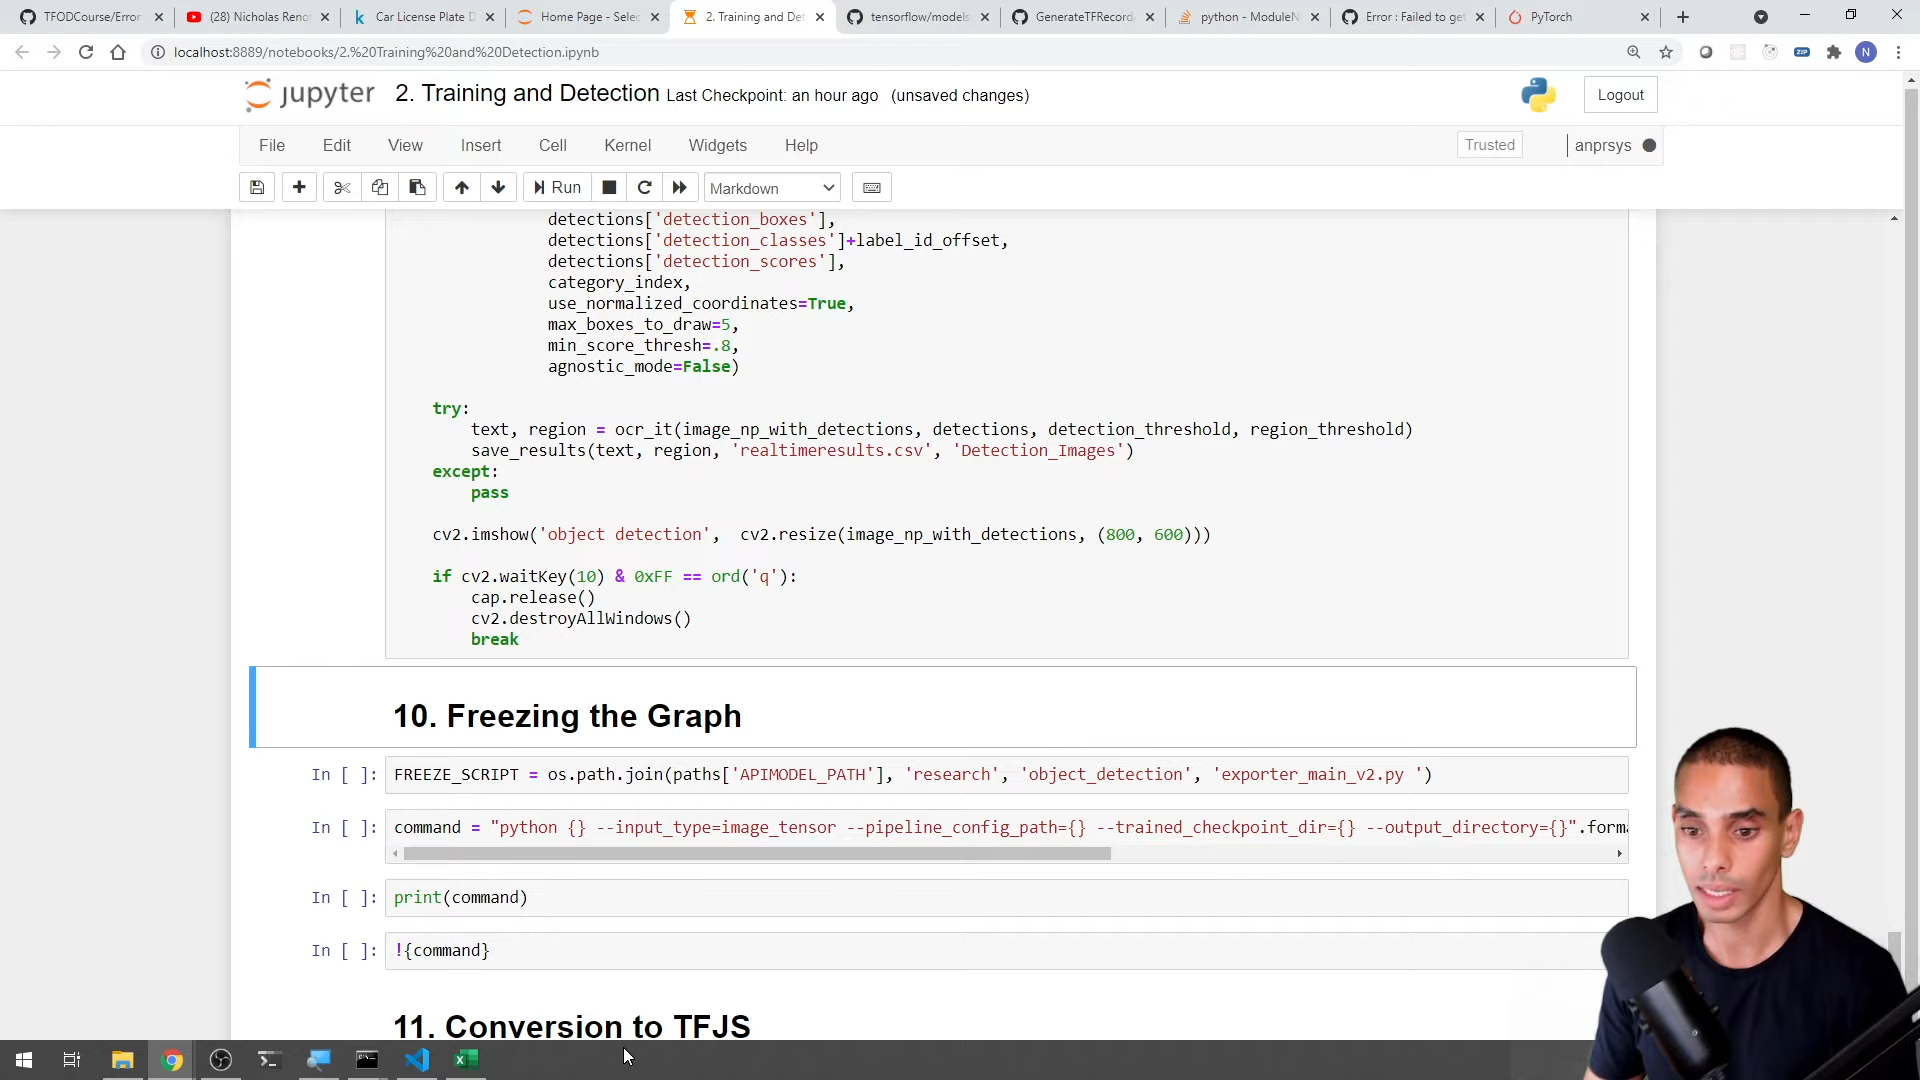 TFODCourse/Error
(28) Nicholas Reno
Car License Plate D
Home Page - Selec
2. Training and Det
tensorflow/models
GenerateTFRecord
python - ModuleN
Error : Failed to get
PyTorch
localhost:8889/notebooks/2.%20Training%20and%20Detection.ipynb
ZIP
N
jupyter 2. Training and Detection Last Checkpoint: an hour ago (unsaved changes)
Logout
File Edit View Insert Cell Kernel Widgets Help
Trusted
anprsys
Run
Markdown
detections['detection_boxes'],
detections['detection_classes']+label_id_offset,
detections['detection_scores'],
category_index,
use_normalized_coordinates=True,
max_boxes_to_draw=5,
min_score_thresh=.8,
agnostic_mode=False)
try:
text, region = ocr_it(image_np_with_detections, detections, detection_threshold, region_threshold)
save_results(text, region, 'realtimeresults.csv', 'Detection_Images')
except:
pass
cv2.imshow('object detection',  cv2.resize(image_np_with_detections, (800, 600)))
if cv2.waitKey(10) & 0xFF == ord('q'):
cap.release()
cv2.destroyAllWindows()
break
10. Freezing the Graph
In [ ]: FREEZE_SCRIPT = os.path.join(paths['APIMODEL_PATH'], 'research', 'object_detection', 'exporter_main_v2.py ')
In [ ]: command = "python {} --input_type=image_tensor --pipeline_config_path={} --trained_checkpoint_dir={} --output_directory={}".forma
In [ ]: print(command)
In [ ]: !{command}
11. Conversion to TFJS